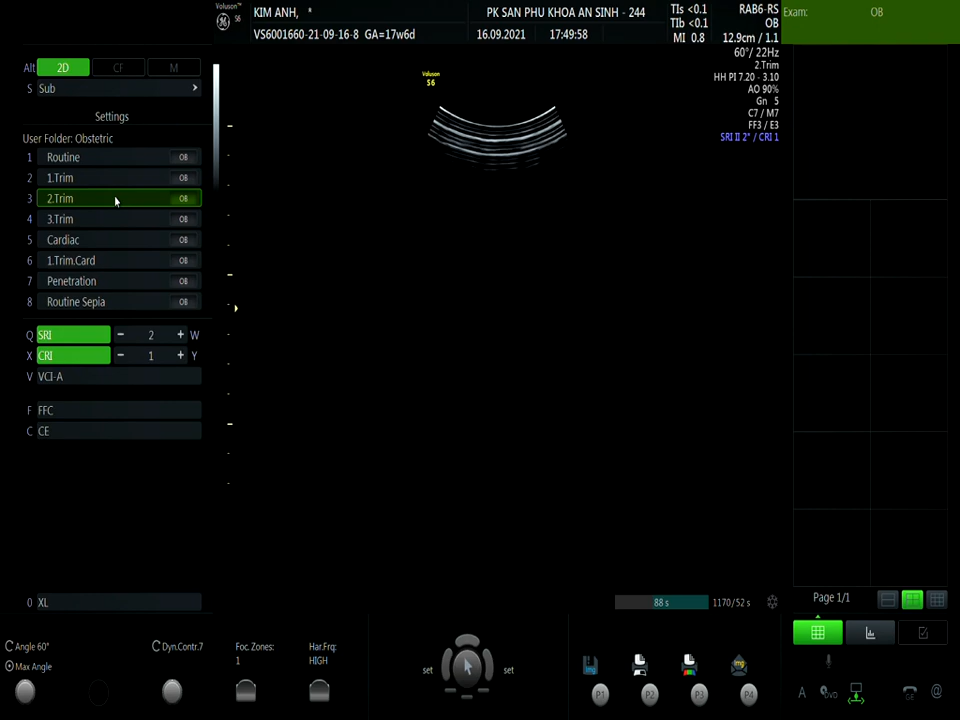 Voluson™
S6
KIM ANH, *
PK SAN PHU KHOA AN SINH - 244
TIs <0.1
TIb <0.1
MI 0.8
RAB6-RS
OB
12.9cm / 1.1
Exam: OB
VS6001660-21-09-16-8 GA=17w6d
16.09.2021 17:49:58
60°/ 22Hz
2.Trim
HH PI 7.20 - 3.10
AO 90%
Gn 5
C7 / M7
FF3 / E3
SRI II 2* / CRI 1
Voluson
S6
Alt 2D CF M
S Sub >
Settings
User Folder: Obstetric
1 Routine OB
2 1.Trim OB
3 2.Trim OB
4 3.Trim OB
5 Cardiac OB
6 1.Trim.Card OB
7 Penetration OB
8 Routine Sepia OB
Q SRI − 2 + W
X CRI − 1 + Y
V VCI-A
F FFC
C CE
0 XL
88 s 1170/52 s
Page 1/1
Angle 60°
Max Angle
Dyn.Contr.7
Foc. Zones:
1
Har.Frq:
HIGH
set set
img
P1 P2 P3 P4
A DVD GE @